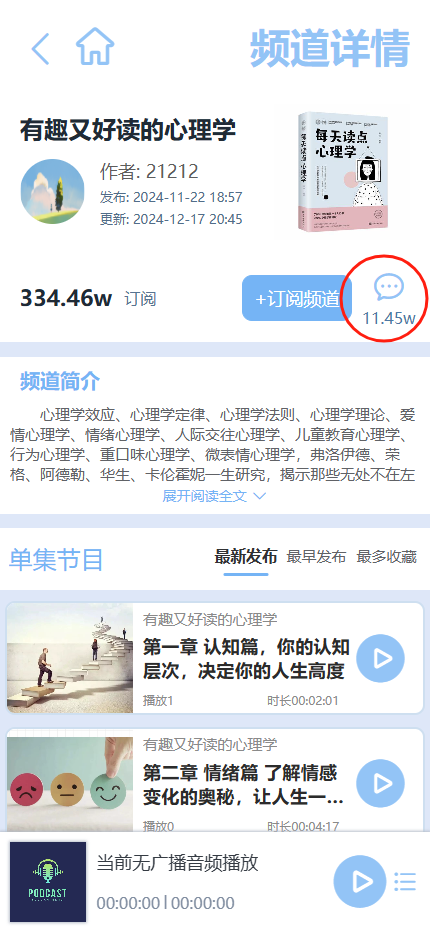 频道详情
有趣又好读的心理学
作者: 21212
发布: 2024-11-22 18:57
更新: 2024-12-17 20:45
每天读点
心理学
334.46w 订阅
+订阅频道
11.45w
频道简介
心理学效应、心理学定律、心理学法则、心理学理论、爱
情心理学、情绪心理学、人际交往心理学、儿童教育心理学、
行为心理学、重口味心理学、微表情心理学，弗洛伊德、荣
格、阿德勒、华生、卡伦霍妮一生研究，揭示那些无处不在左
展开阅读全文
单集节目
最新发布 最早发布 最多收藏
有趣又好读的心理学
第一章 认知篇，你的认知
层次，决定你的人生高度
播放1 时长00:02:01
有趣又好读的心理学
第二章 情绪篇 了解情感
变化的奥秘，让人生一...
播放0 时长00:04:17
PODCAST
当前无广播音频播放
00:00:00 | 00:00:00